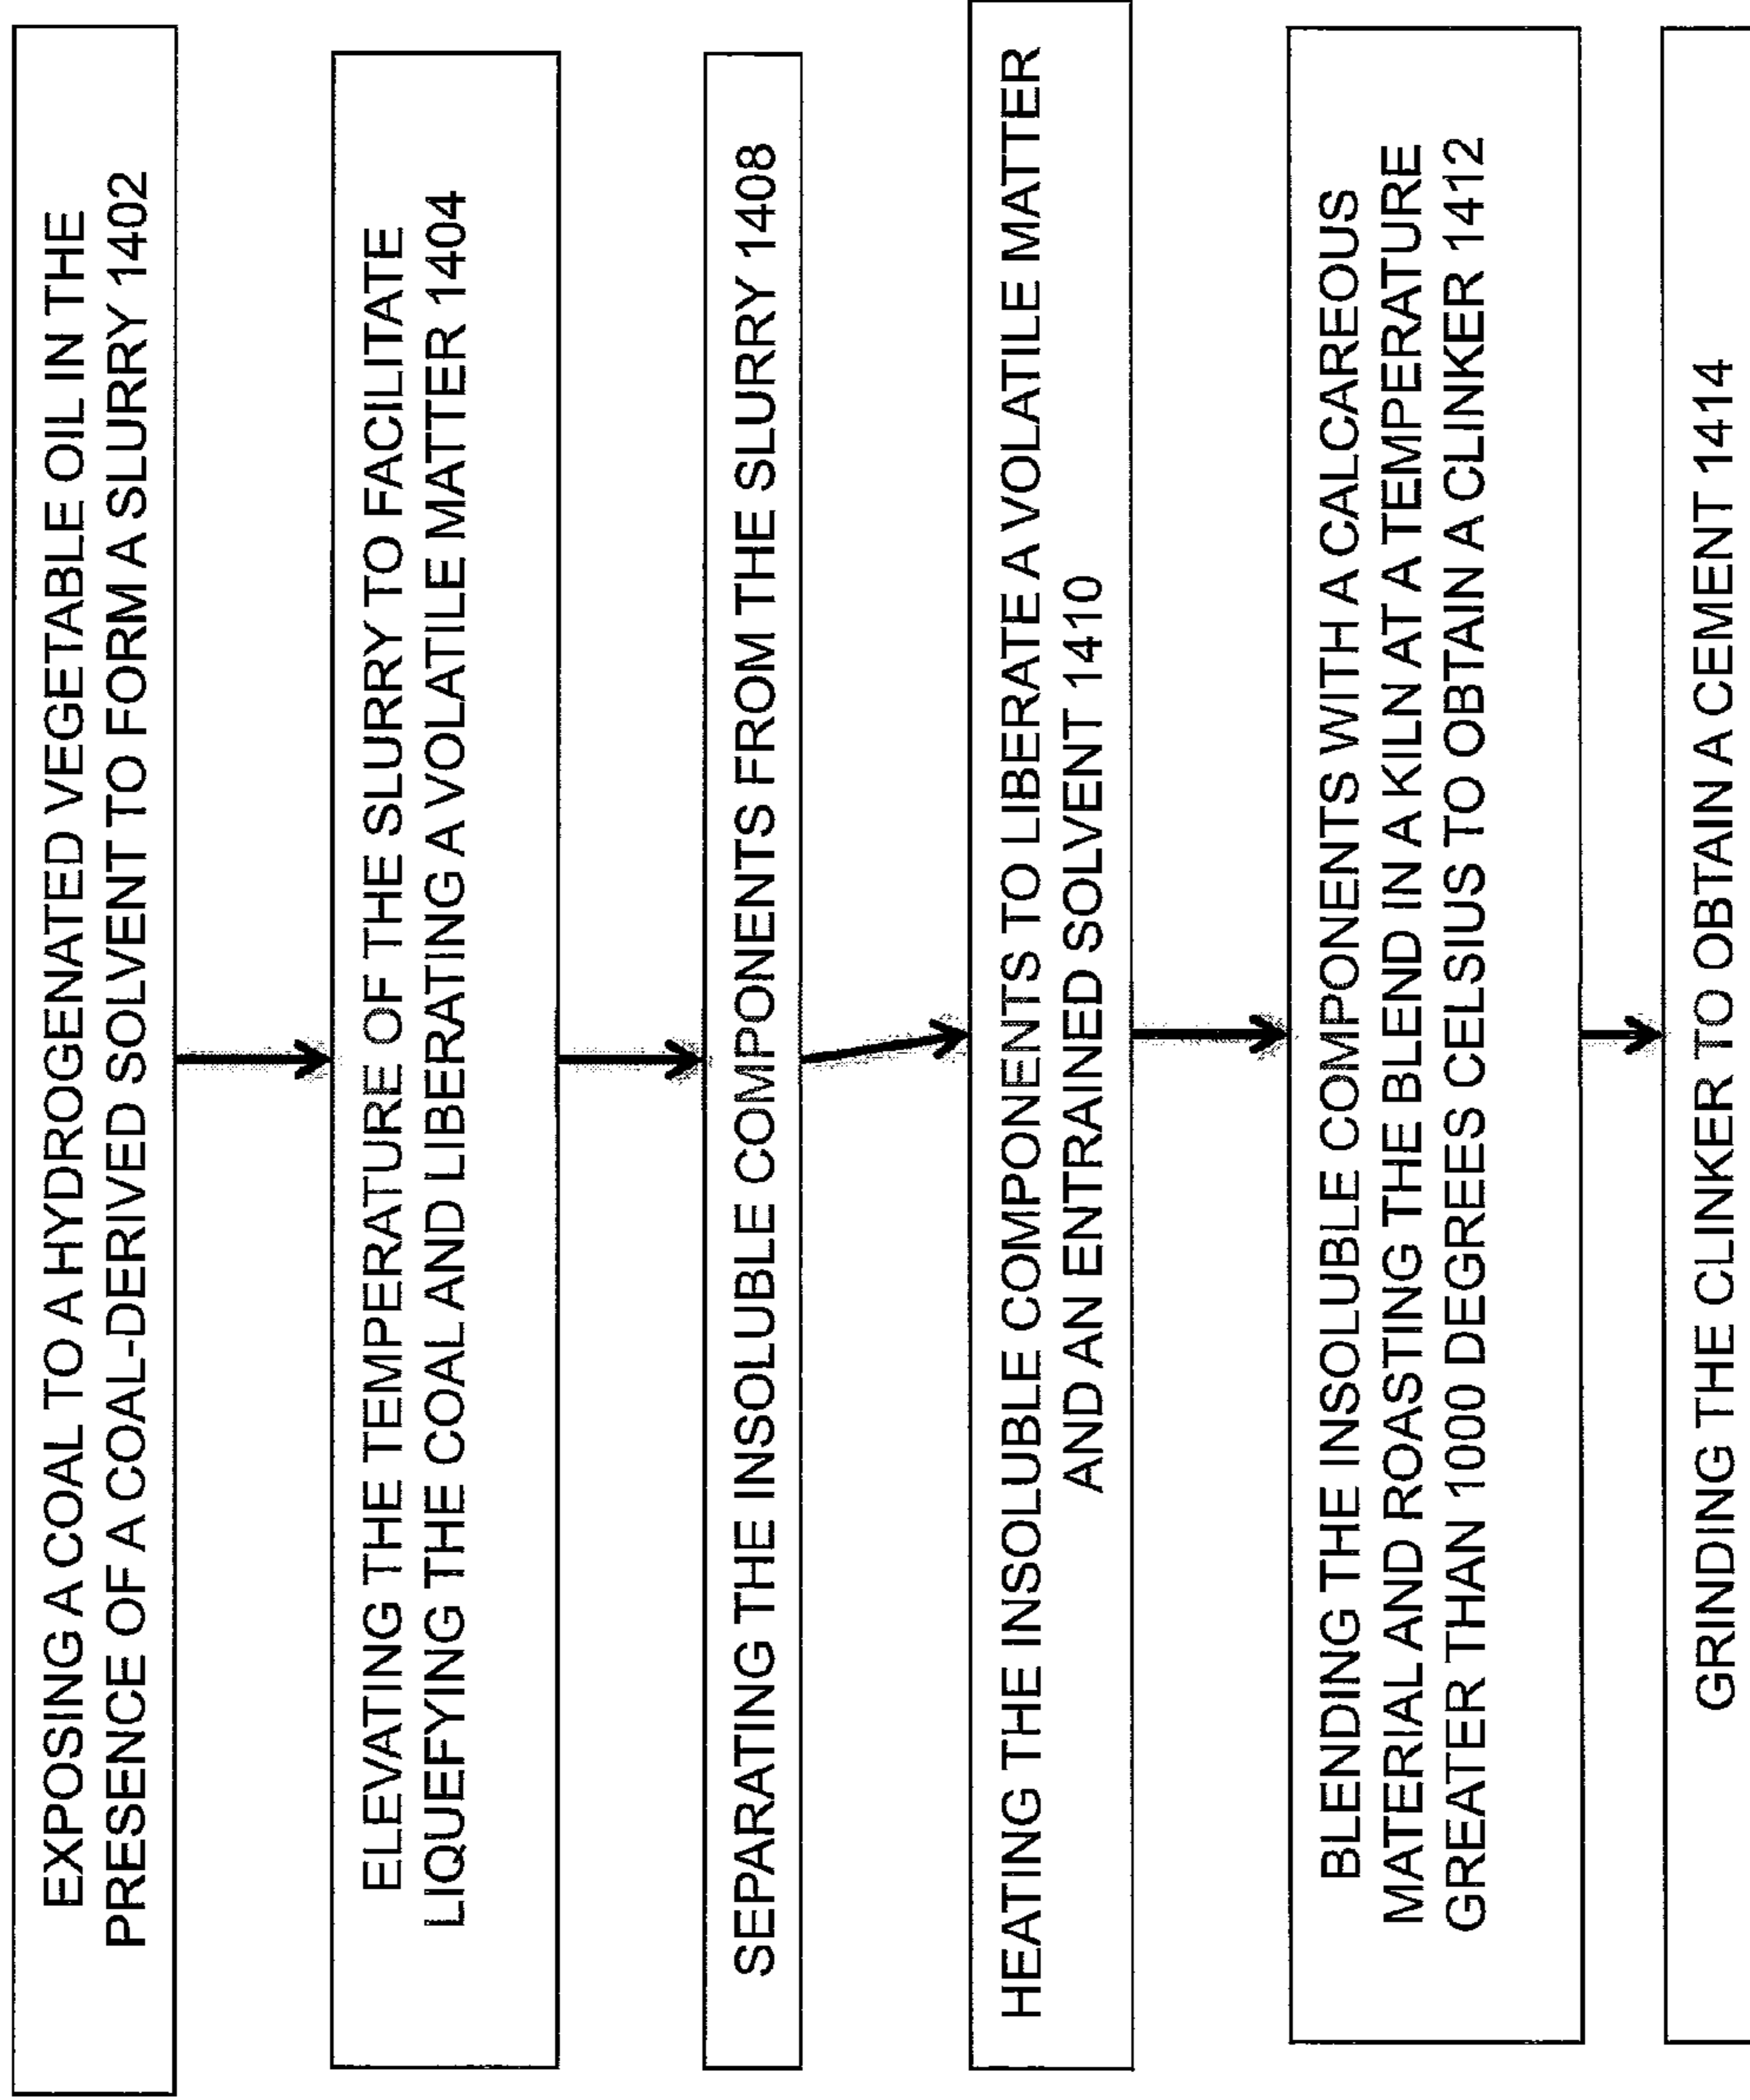 EXPOSING A COAL TO A HYDROGENATED VEGETABLE OIL IN THE
PRESENCE OF A COAL-DERIVED SOLVENT TO FORM A SLURRY 1402
ELEVATING THE TEMPERATURE OF THE SLURRY TO FACILITATE
LIQUEFYING THE COAL AND LIBERATING A VOLATILE MATTER 1404
SEPARATING THE INSOLUBLE COMPONENTS FROM THE SLURRY 1408
HEATING THE INSOLUBLE COMPONENTS TO LIBERATE A VOLATILE MATTER
AND AN ENTRAINED SOLVENT 1410
BLENDING THE INSOLUBLE COMPONENTS WITH A CALCAREOUS
MATERIAL AND ROASTING THE BLEND IN A KILN AT A TEMPERATURE
GREATER THAN 1000 DEGREES CELSIUS TO OBTAIN A CLINKER 1412
GRINDING THE CLINKER TO OBTAIN A CEMENT 1414